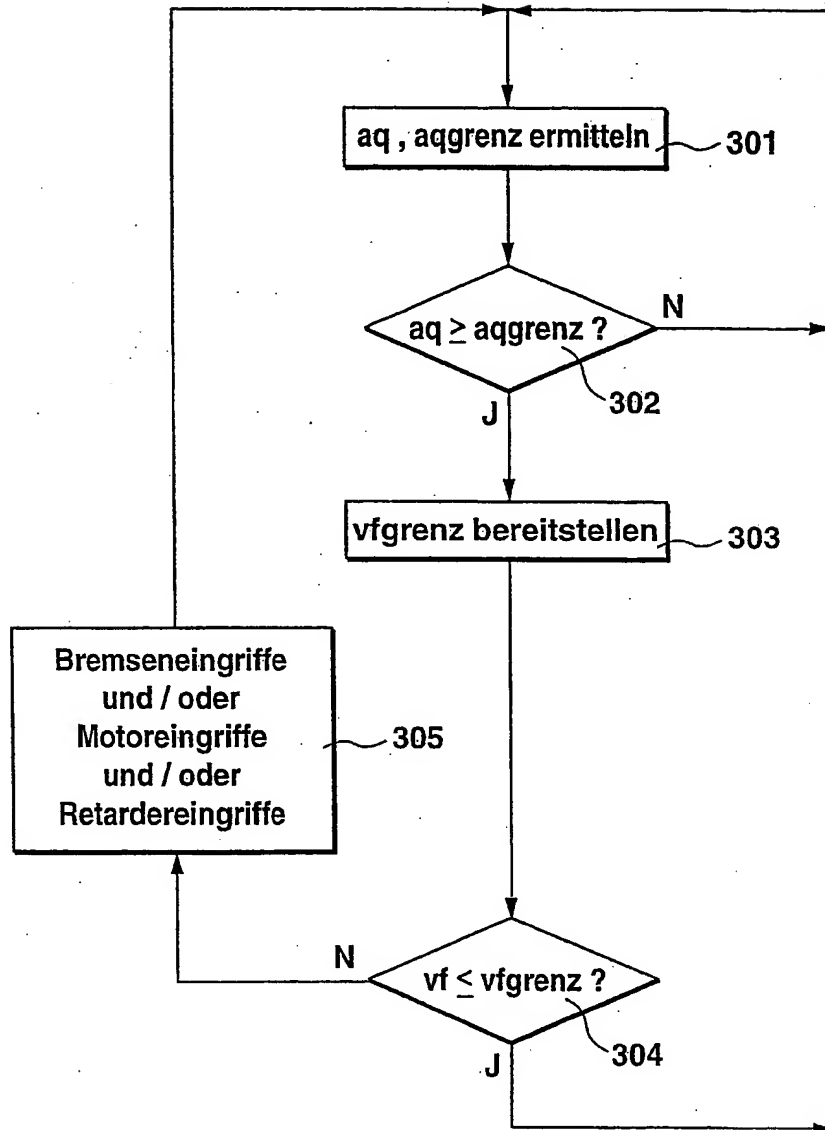 aq , aqgrenz ermitteln
301
N
aq ≥ aqgrenz ?
302
J
vfgrenz bereitstellen
303
Bremseneingriffe
und / oder
Motoreingriffe
und / oder
Retardereingriffe
305
N
vf ≤ vfgrenz ?
304
J